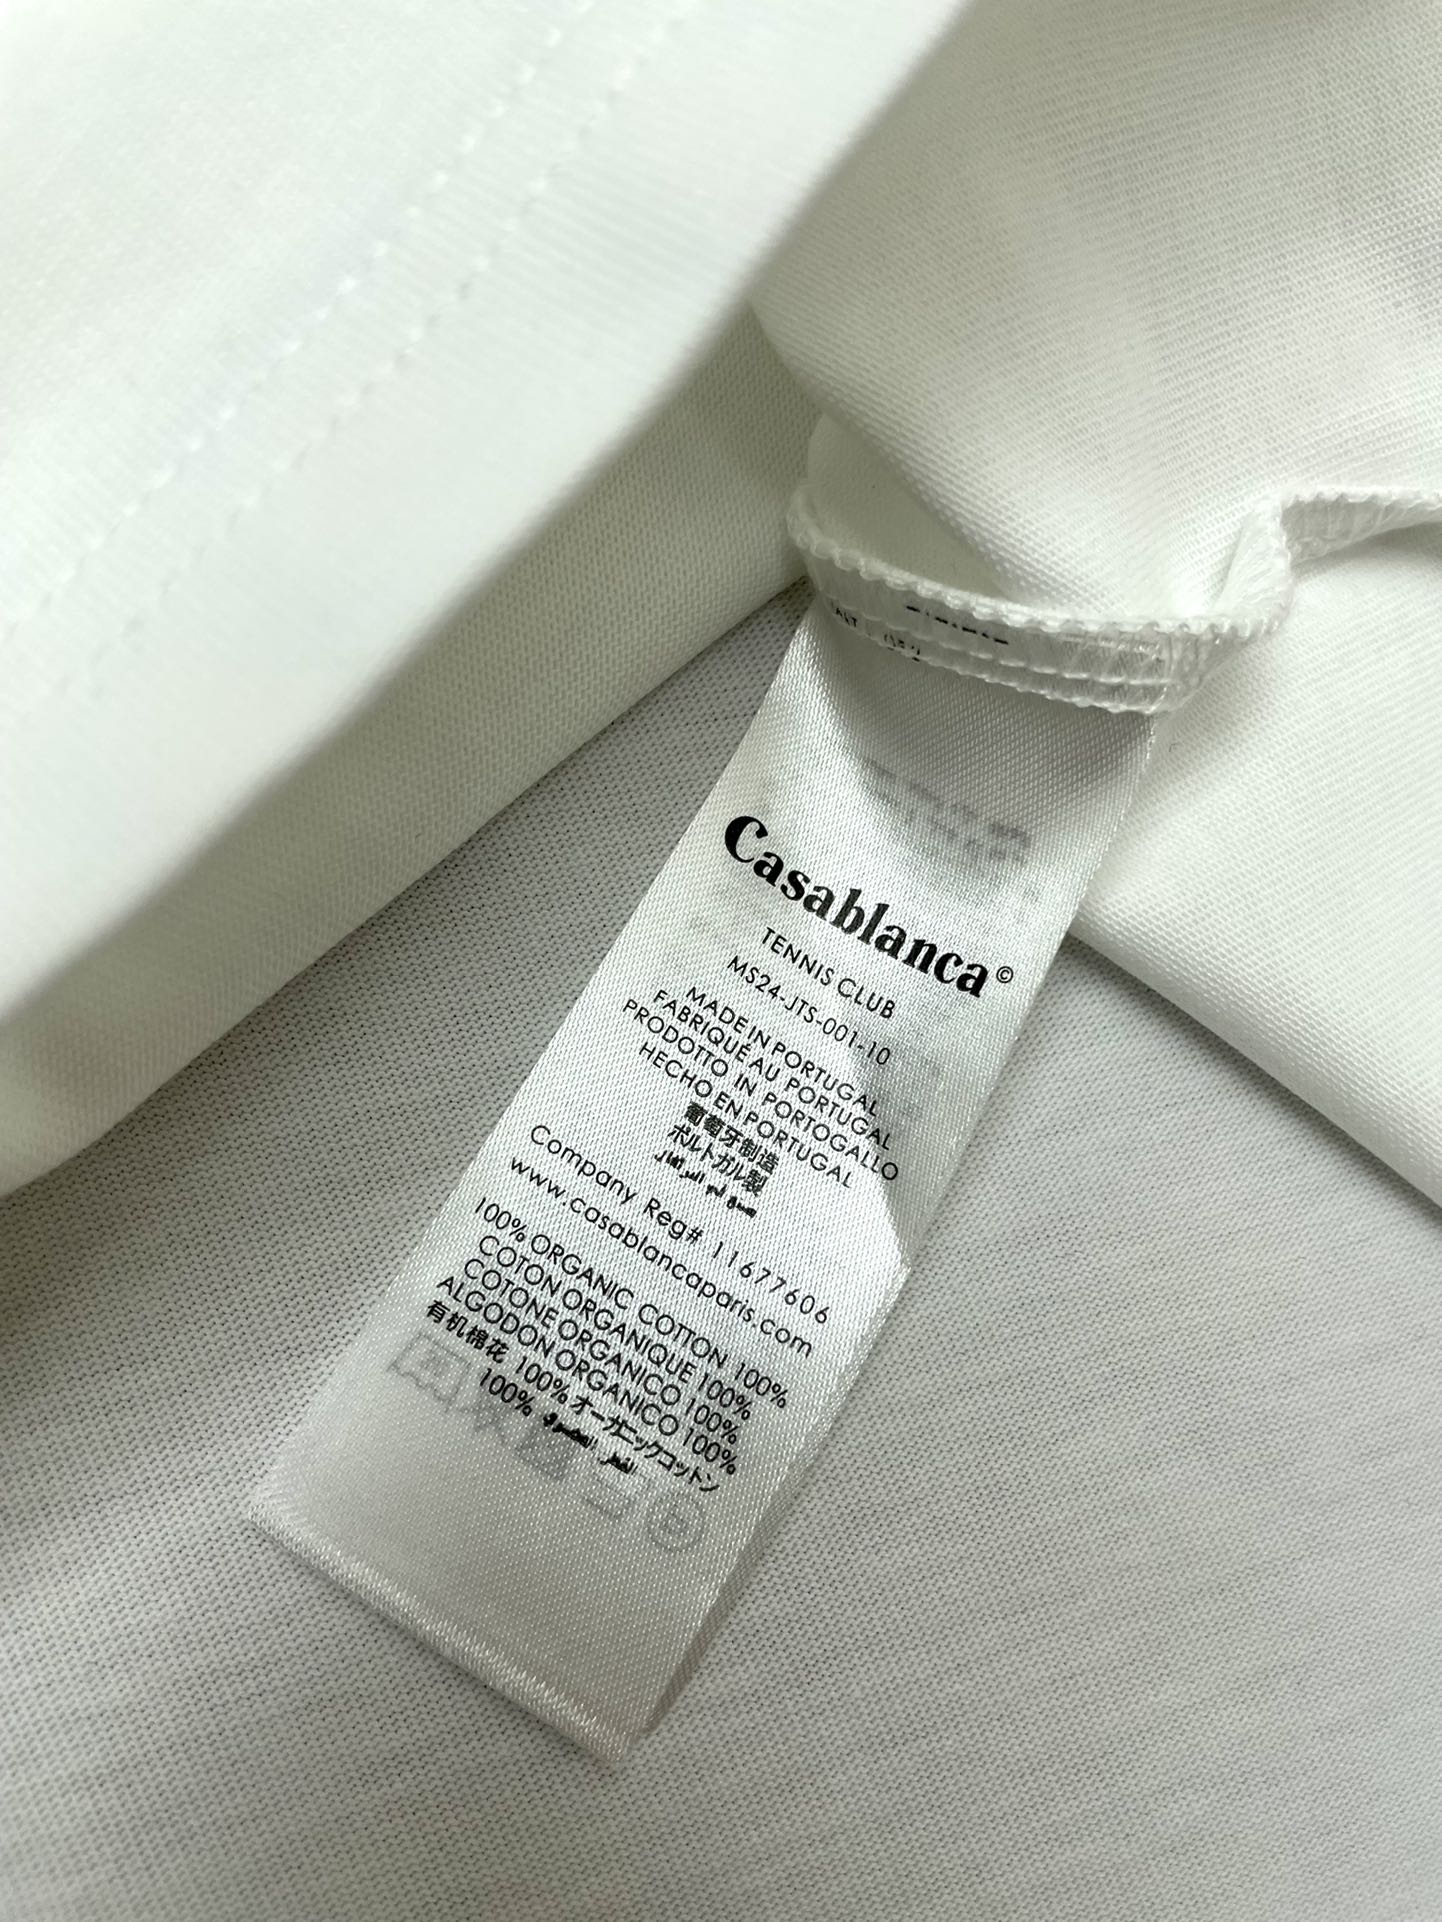 Casablanca©
TENNIS CLUB
MS24-JTS-001-10
MADE IN PORTUGAL
FABRIQUÉ AU PORTUGAL
PRODOTTO IN PORTOGALLO
HECHO EN PORTUGAL
葡萄牙制造
ポルトガル製
Company Reg# 11677606
www.casablancaparis.com
100% ORGANIC COTTON 100%
COTON ORGANIQUE 100%
COTONE ORGANICO 100%
ALGODON ORGANICO 100%
有机棉花 100% オーガニックコットン
100%